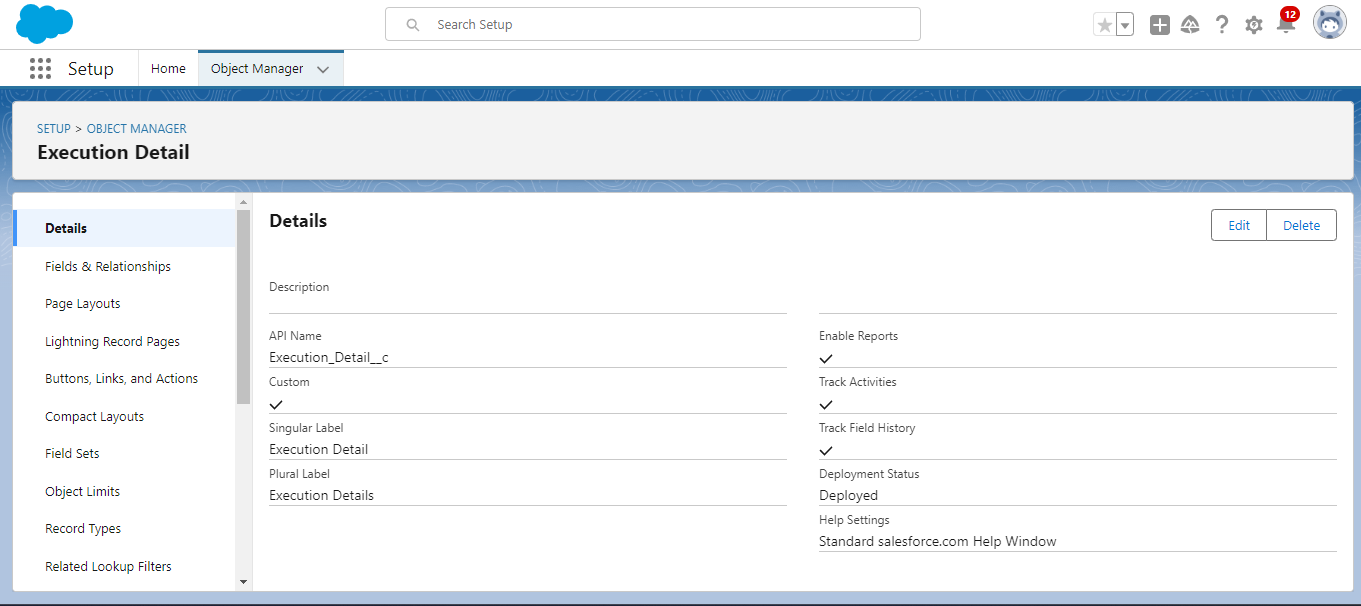 Search Setup
12
Setup
Home
Object Manager
SETUP > OBJECT MANAGER
Execution Detail
Details
Fields & Relationships
Page Layouts
Lightning Record Pages
Buttons, Links, and Actions
Compact Layouts
Field Sets
Object Limits
Record Types
Related Lookup Filters
Details
Edit
Delete
Description
API Name
Execution_Detail__c
Custom
Singular Label
Execution Detail
Plural Label
Execution Details
Enable Reports
Track Activities
Track Field History
Deployment Status
Deployed
Help Settings
Standard salesforce.com Help Window